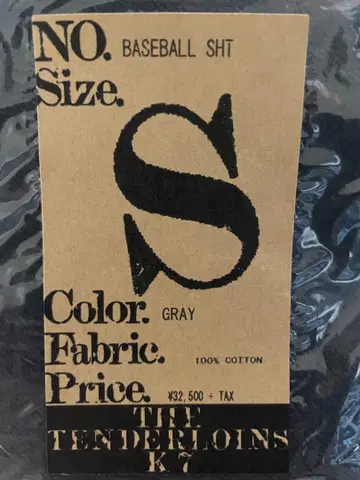 NO. BASEBALL SHT
Size.
S
Color. GRAY
Fabric. 100% COTTON
Price. ¥32,500 + TAX
THE
TENDERLOINS
K7